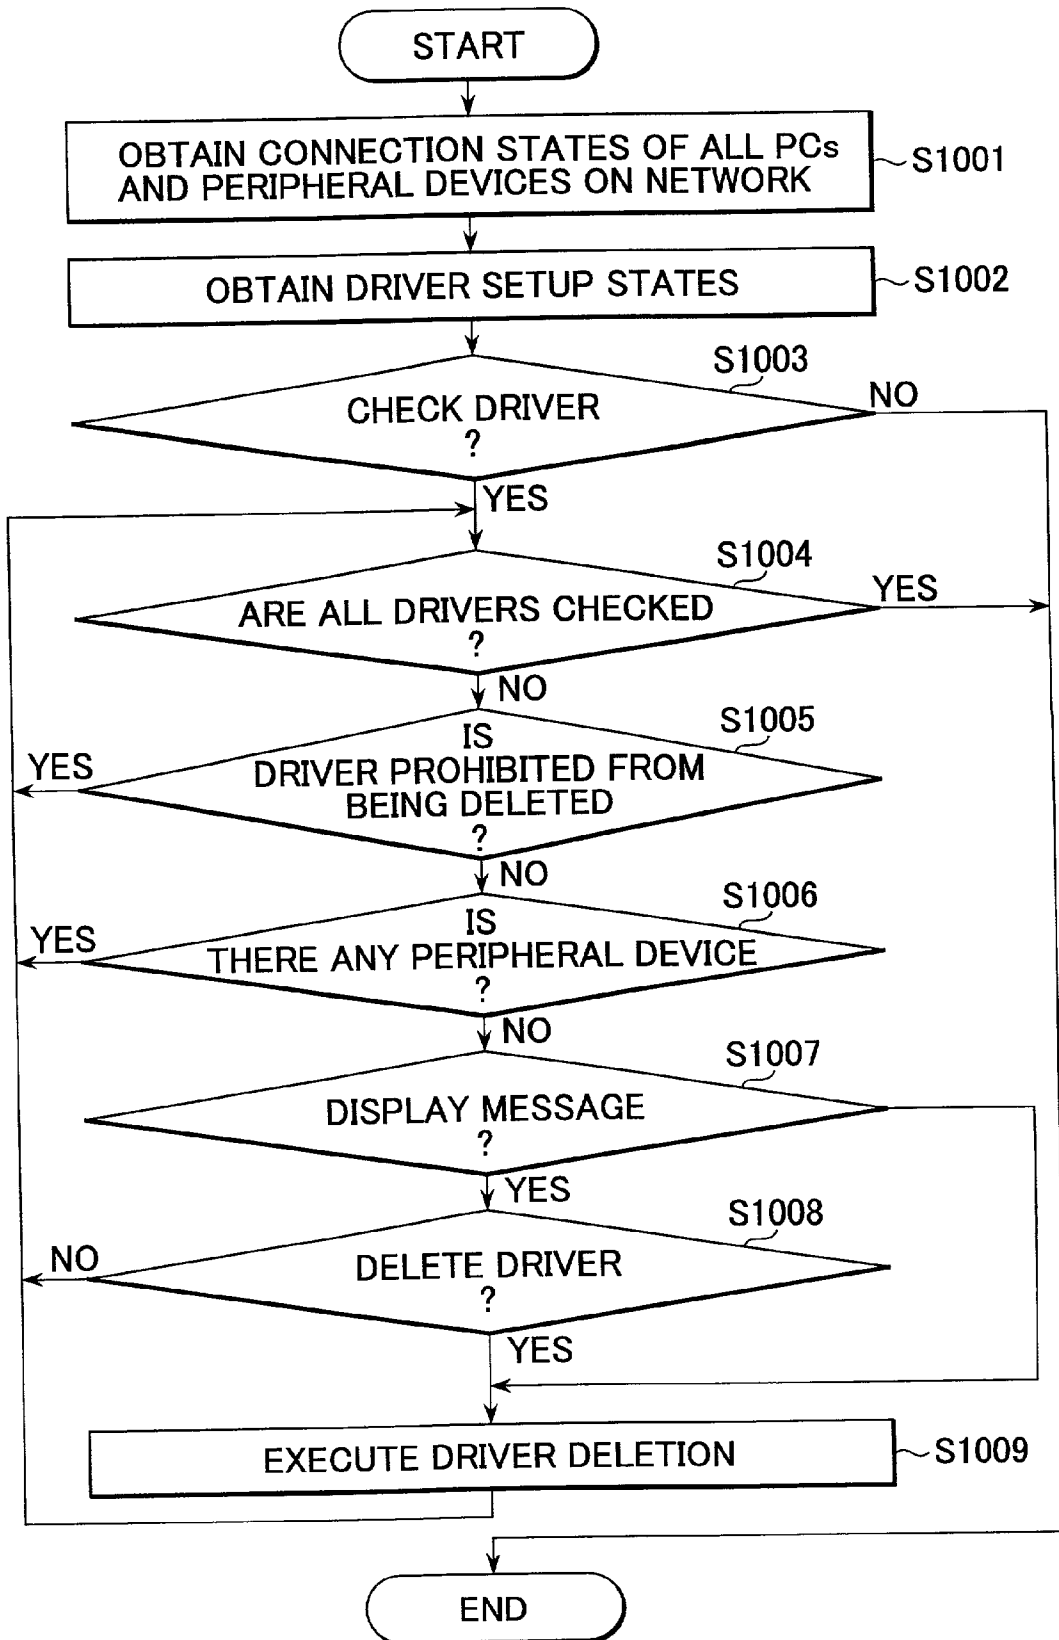 START
OBTAIN CONNECTION STATES OF ALL PCs
AND PERIPHERAL DEVICES ON NETWORK
S1001
OBTAIN DRIVER SETUP STATES
S1002
S1003
CHECK DRIVER
?
NO
YES
S1004
ARE ALL DRIVERS CHECKED
?
YES
NO
S1005
IS
DRIVER PROHIBITED FROM
BEING DELETED
?
YES
NO
S1006
IS
THERE ANY PERIPHERAL DEVICE
?
YES
NO
S1007
DISPLAY MESSAGE
?
YES
S1008
DELETE DRIVER
?
NO
YES
EXECUTE DRIVER DELETION
S1009
END